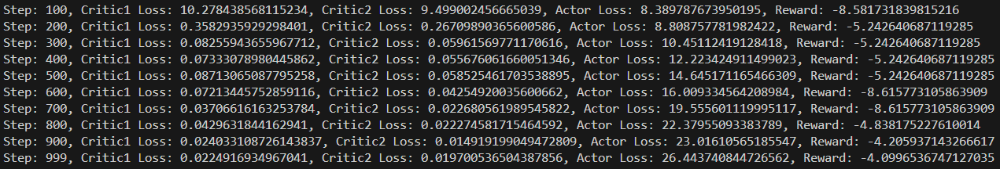 Step: 100, Critic1 Loss: 10.278438568115234, Critic2 Loss: 9.499002456665039, Actor Loss: 8.389787673950195, Reward: -8.581731839815216
Step: 200, Critic1 Loss: 0.3582935929298401, Critic2 Loss: 0.26709890365600586, Actor Loss: 8.808757781982422, Reward: -5.242640687119285
Step: 300, Critic1 Loss: 0.08255943655967712, Critic2 Loss: 0.05961569771170616, Actor Loss: 10.45112419128418, Reward: -5.242640687119285
Step: 400, Critic1 Loss: 0.07333078980445862, Critic2 Loss: 0.055676061660051346, Actor Loss: 12.223424911499023, Reward: -5.242640687119285
Step: 500, Critic1 Loss: 0.08713065087795258, Critic2 Loss: 0.058525461703538895, Actor Loss: 14.645171165466309, Reward: -5.242640687119285
Step: 600, Critic1 Loss: 0.07213445752859116, Critic2 Loss: 0.04254920035600662, Actor Loss: 16.009334564208984, Reward: -8.615773105863909
Step: 700, Critic1 Loss: 0.03706616163253784, Critic2 Loss: 0.022680561989545822, Actor Loss: 19.555601119995117, Reward: -8.615773105863909
Step: 800, Critic1 Loss: 0.0429631844162941, Critic2 Loss: 0.022274581715464592, Actor Loss: 22.37955093383789, Reward: -4.838175227610014
Step: 900, Critic1 Loss: 0.024033108726143837, Critic2 Loss: 0.014919199049472809, Actor Loss: 23.01610565185547, Reward: -4.205937143266617
Step: 999, Critic1 Loss: 0.0224916934967041, Critic2 Loss: 0.019700536504387856, Actor Loss: 26.443740844726562, Reward: -4.0996536747127035